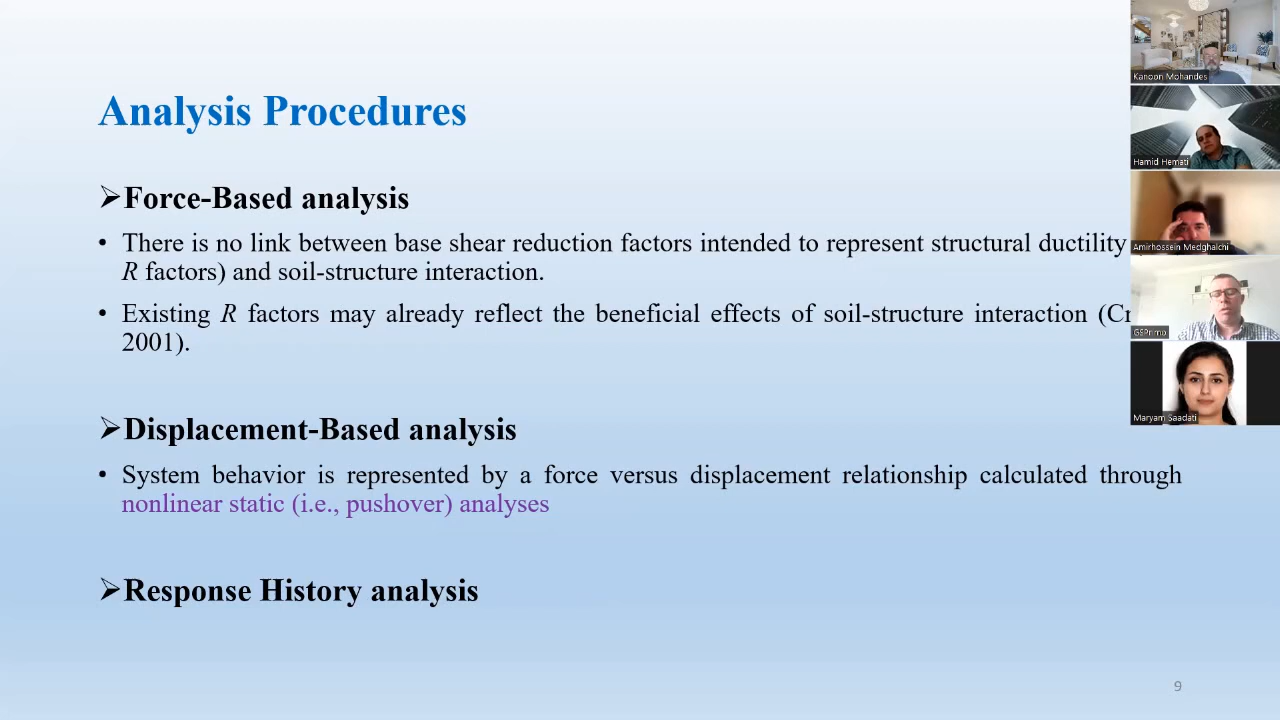 Analysis Procedures
➢Force-Based analysis
• There is no link between base shear reduction factors intended to represent structural ductility
R factors) and soil-structure interaction.
• Existing R factors may already reflect the beneficial effects of soil-structure interaction
2001).
➢Displacement-Based analysis
• System behavior is represented by a force versus displacement relationship calculated through
nonlinear static (i.e., pushover) analyses
➢Response History analysis
9
Kanoon Mohandes
Hamid Hemati
Amirhossein Medghalchi
GSPrimo
Maryam Saadati